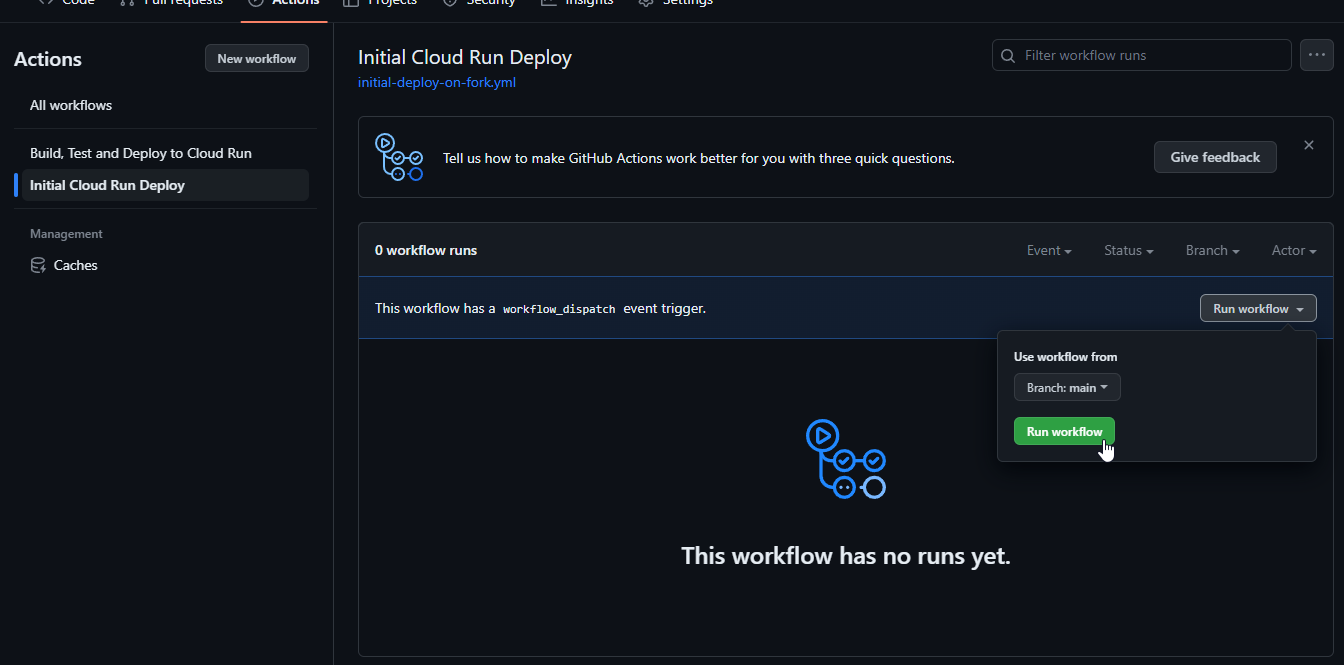 Code Pull requests Actions Projects Security Insights Settings
Actions
New workflow
All workflows
Build, Test and Deploy to Cloud Run
Initial Cloud Run Deploy
Management
Caches
Initial Cloud Run Deploy
initial-deploy-on-fork.yml
Filter workflow runs
Tell us how to make GitHub Actions work better for you with three quick questions.
Give feedback
0 workflow runs
Event Status Branch Actor
This workflow has a workflow_dispatch event trigger.
Run workflow
Use workflow from
Branch: main
Run workflow
This workflow has no runs yet.